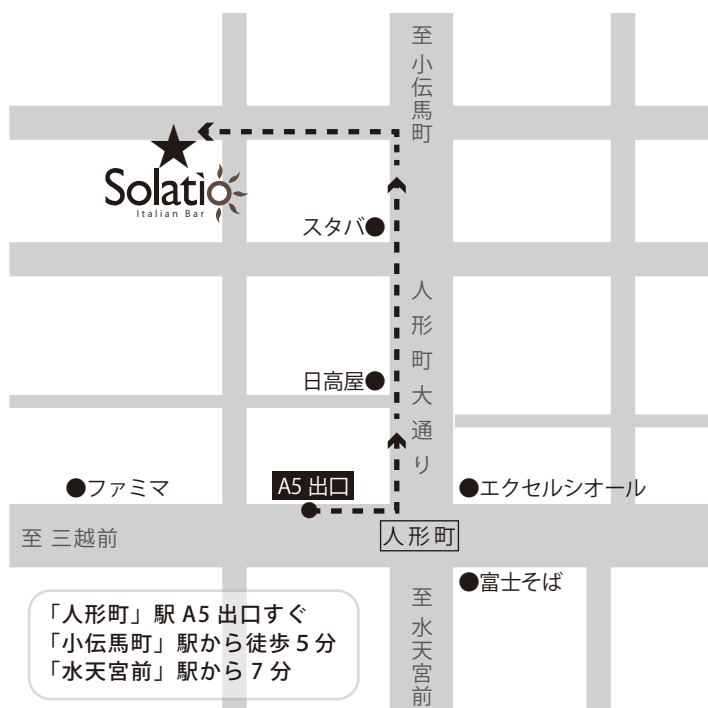 至 小伝馬町
Solatio
Italian Bar
スタバ
人形町大通り
日高屋
ファミマ
A5 出口
エクセルシオール
至 三越前
人形町
富士そば
至 水天宮前
「人形町」駅 A5 出口すぐ
「小伝馬町」駅から徒歩 5 分
「水天宮前」駅から 7 分